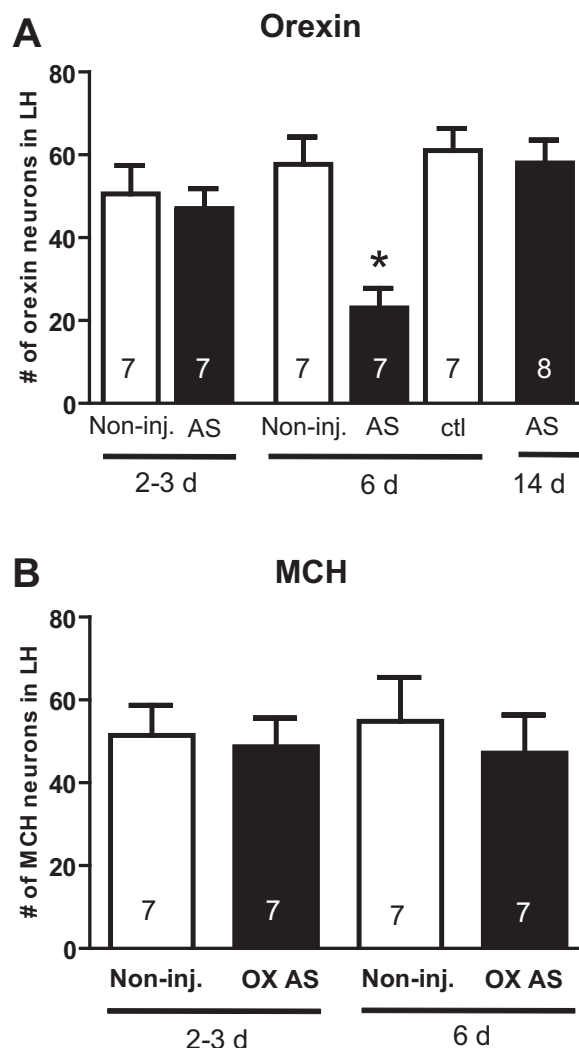 A
Orexin
# of orexin neurons in LH
80
60
40
20
0
*
7 7 7 7 7 8
Non-inj. AS Non-inj. AS ctl AS
2-3 d 6 d 14 d
B
MCH
# of MCH neurons in LH
80
60
40
20
0
7 7 7 7
Non-inj. OX AS Non-inj. OX AS
2-3 d 6 d